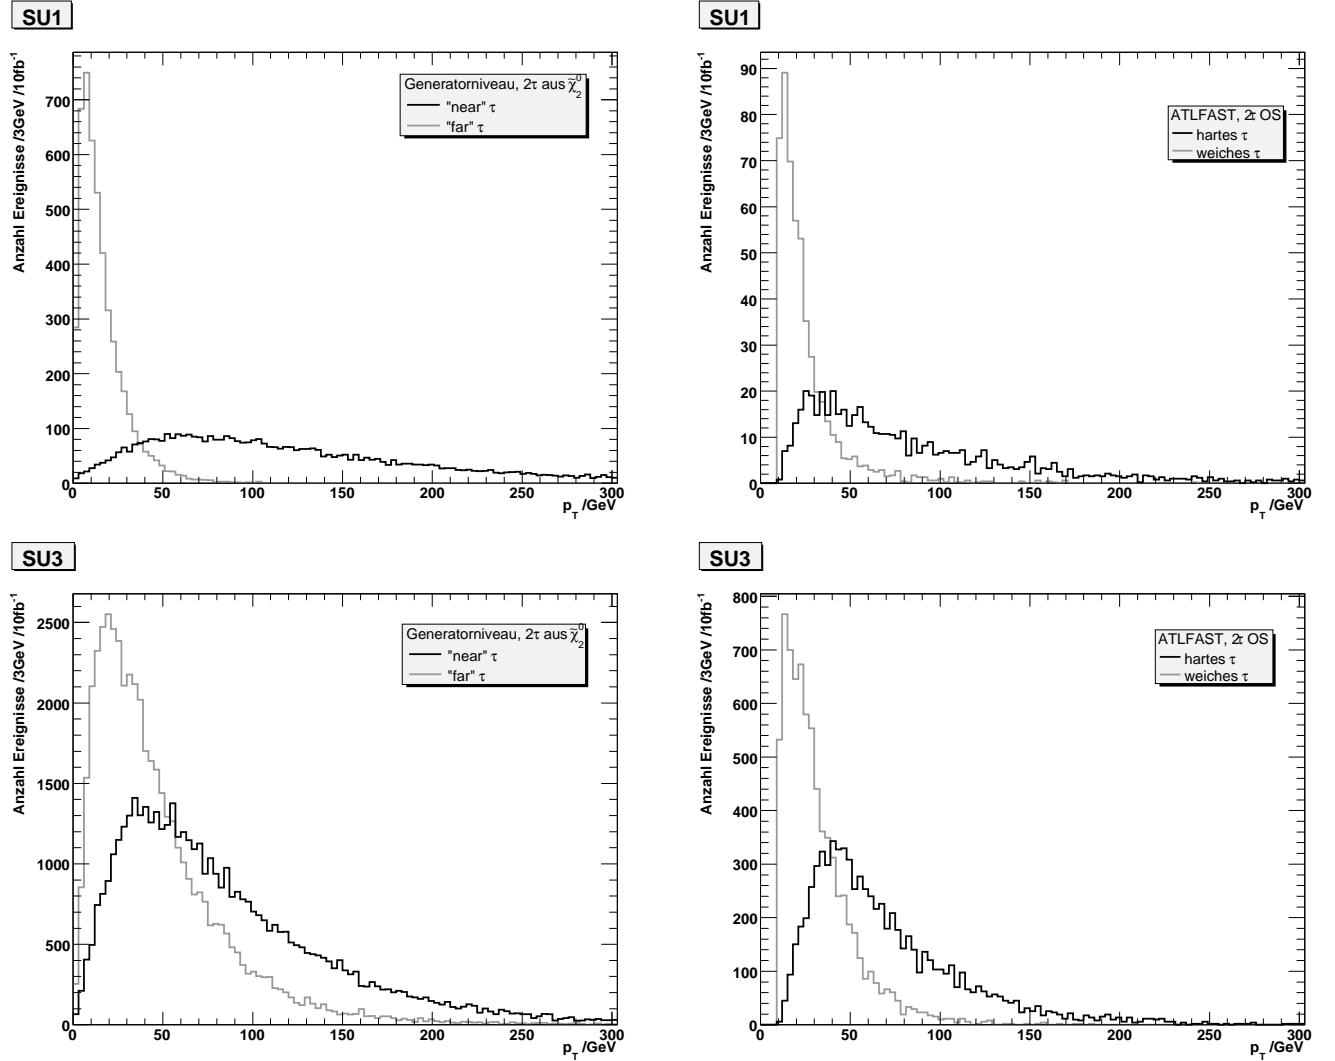 SU1
Anzahl Ereignisse /3GeV /10fb⁻¹
700
600
500
400
300
200
100
0
Generatorniveau, 2τ aus χ̃₂⁰
"near" τ
"far" τ
0 50 100 150 200 250 300
p_T /GeV
SU1
Anzahl Ereignisse /3GeV /10fb⁻¹
90
80
70
60
50
40
30
20
10
0
ATLFAST, 2τ OS
hartes τ
weiches τ
0 50 100 150 200 250 300
p_T /GeV
SU3
Anzahl Ereignisse /3GeV /10fb⁻¹
2500
2000
1500
1000
500
0
Generatorniveau, 2τ aus χ̃₂⁰
"near" τ
"far" τ
0 50 100 150 200 250 300
p_T /GeV
SU3
Anzahl Ereignisse /3GeV /10fb⁻¹
800
700
600
500
400
300
200
100
0
ATLFAST, 2τ OS
hartes τ
weiches τ
0 50 100 150 200 250 300
p_T /GeV